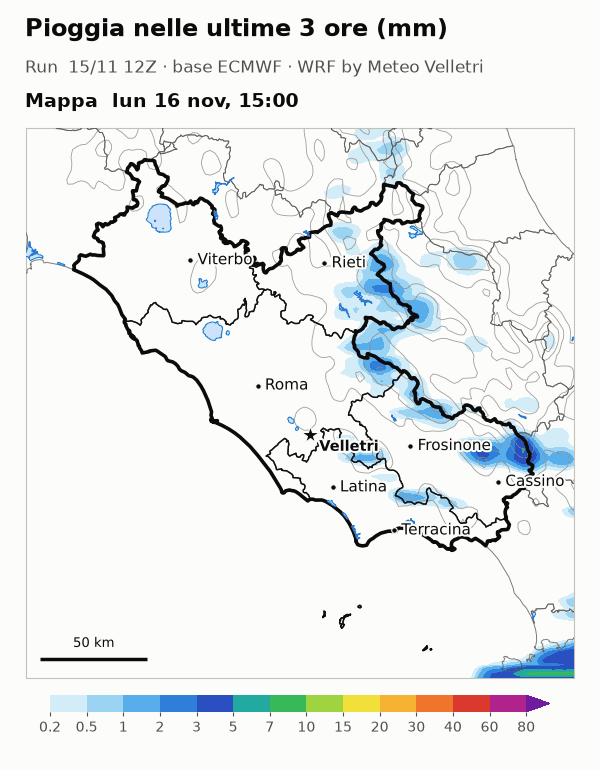 Pioggia nelle ultime 3 ore (mm)
Run  15/11 12Z · base ECMWF · WRF by Meteo Velletri
Mappa  lun 16 nov, 15:00
Viterbo
Rieti
Roma
Velletri
Frosinone
Cassino
Latina
Terracina
50 km
0.2 0.5 1 2 3 5 7 10 15 20 30 40 60 80